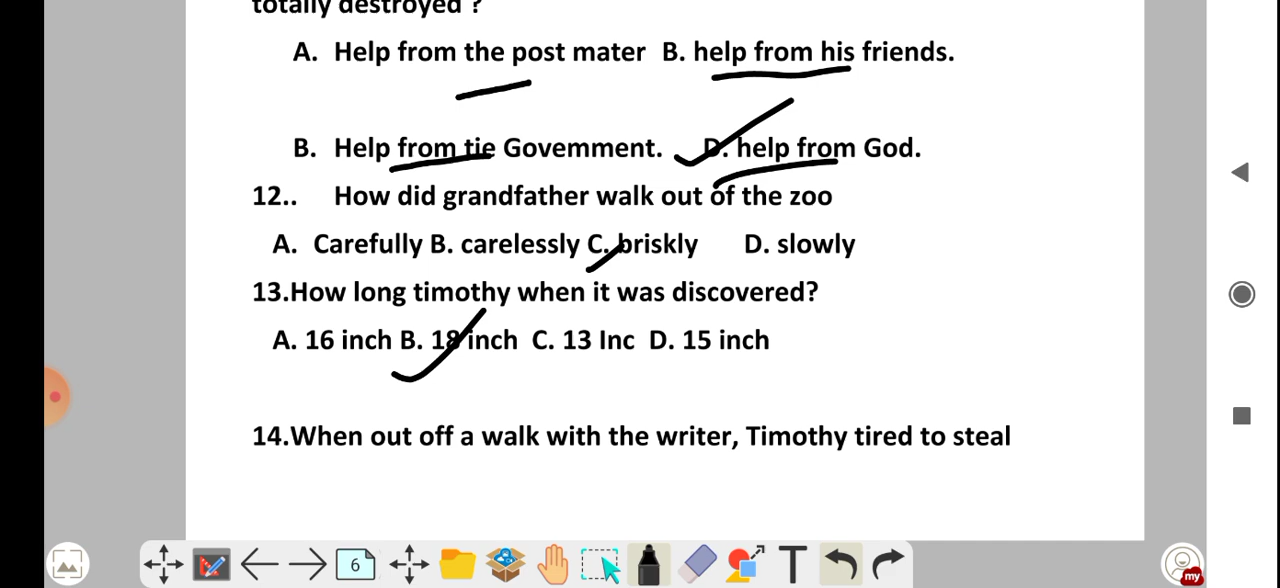 totally destroyed ?
A. Help from the post mater B. help from his friends.
B. Help from tie Govemment. D. help from God.
12.. How did grandfather walk out of the zoo
A. Carefully B. carelessly C. briskly D. slowly
13.How long timothy when it was discovered?
A. 16 inch B. 18 inch C. 13 Inc D. 15 inch
14.When out off a walk with the writer, Timothy tired to steal
6
T
my